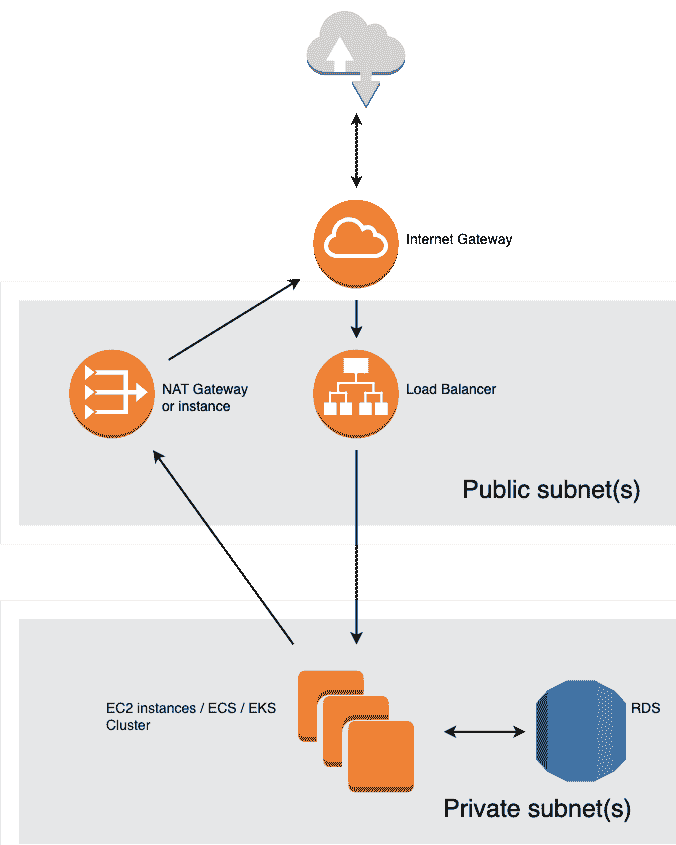 Internet Gateway
NAT Gateway
or instance
Load Balancer
Public subnet(s)
EC2 instances / ECS / EKS
Cluster
RDS
Private subnet(s)